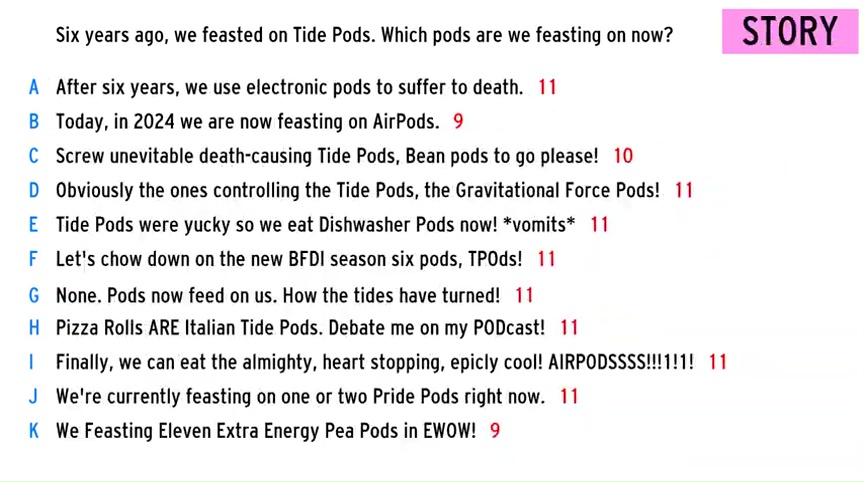 Six years ago, we feasted on Tide Pods. Which pods are we feasting on now?
STORY
A After six years, we use electronic pods to suffer to death. 11
B Today, in 2024 we are now feasting on AirPods. 9
C Screw unevitable death-causing Tide Pods, Bean pods to go please! 10
D Obviously the ones controlling the Tide Pods, the Gravitational Force Pods! 11
E Tide Pods were yucky so we eat Dishwasher Pods now! *vomits* 11
F Let's chow down on the new BFDI season six pods, TPOds! 11
G None. Pods now feed on us. How the tides have turned! 11
H Pizza Rolls ARE Italian Tide Pods. Debate me on my PODcast! 11
I Finally, we can eat the almighty, heart stopping, epicly cool! AIRPODSSSS!!!1!1! 11
J We're currently feasting on one or two Pride Pods right now. 11
K We Feasting Eleven Extra Energy Pea Pods in EWOW! 9